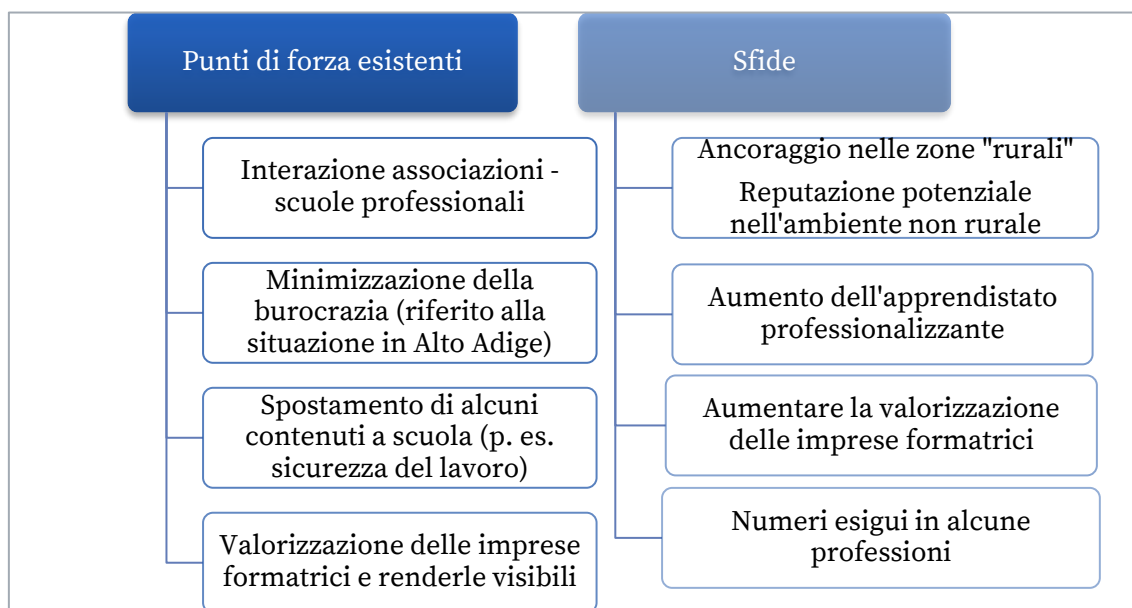 Punti di forza esistenti
Interazione associazioni -
scuole professionali
Minimizzazione della
burocrazia (riferito alla
situazione in Alto Adige)
Spostamento di alcuni
contenuti a scuola (p. es.
sicurezza del lavoro)
Valorizzazione delle imprese
formatrici e renderle visibili
Sfide
Ancoraggio nelle zone "rurali"
Reputazione potenziale
nell'ambiente non rurale
Aumento dell'apprendistato
professionalizzante
Aumentare la valorizzazione
delle imprese formatrici
Numeri esigui in alcune
professioni